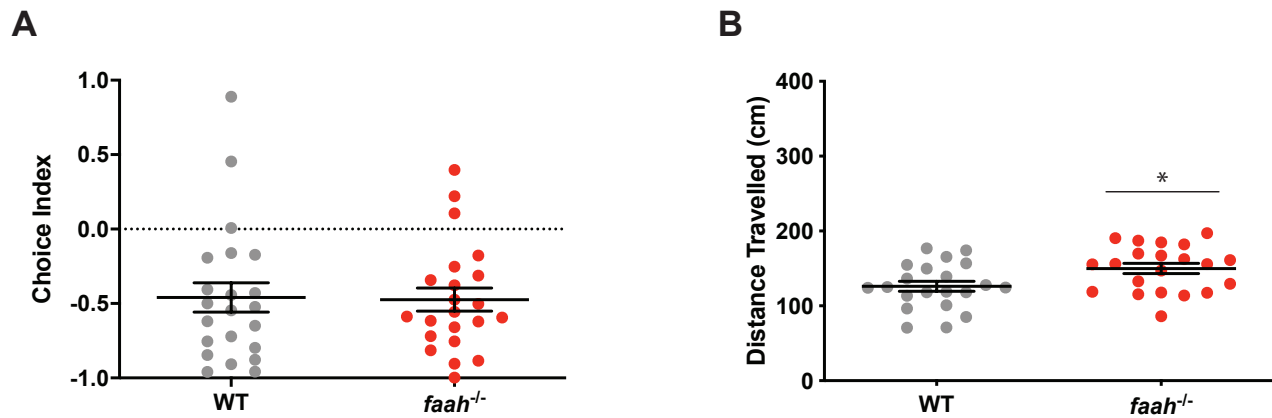 A
Choice Index
1.0
0.5
0.0
-0.5
-1.0
WT
faah-/-
B
Distance Travelled (cm)
400
300
200
100
0
*
WT
faah-/-